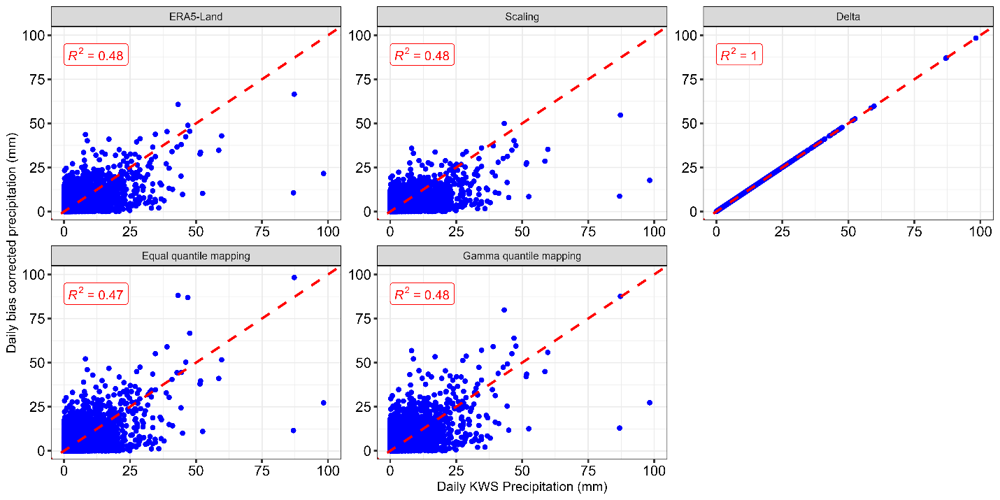 ERA5-Land
Scaling
Delta
100
75
50
25
0
R² = 0.48
0 25 50 75 100
100
75
50
25
0
R² = 0.48
0 25 50 75 100
100
75
50
25
0
R² = 1
0 25 50 75 100
Daily bias corrected precipitation (mm)
Equal quantile mapping
Gamma quantile mapping
100
75
50
25
0
R² = 0.47
0 25 50 75 100
100
75
50
25
0
R² = 0.48
0 25 50 75 100
Daily KWS Precipitation (mm)